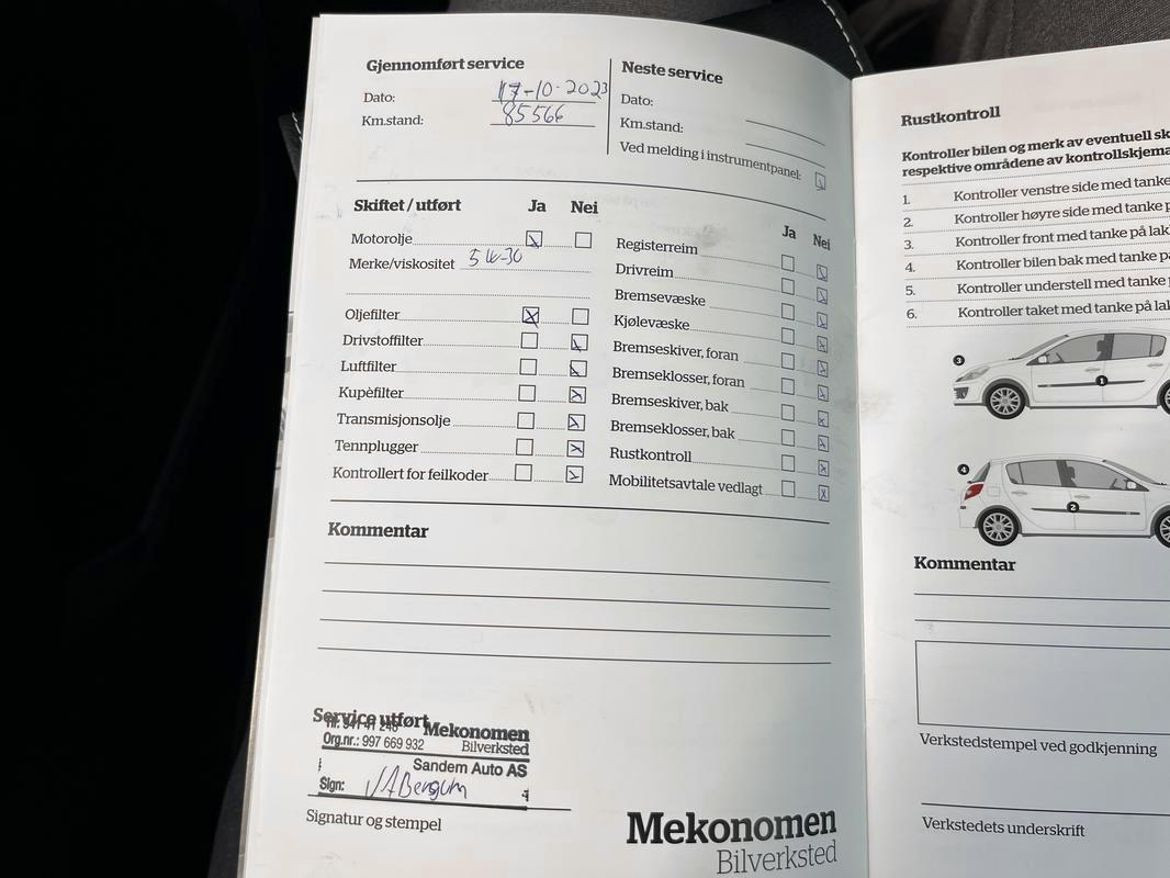 Gjennomført service
Dato: 17-10-2023
Km.stand: 85566
Neste service
Dato:
Km.stand:
Ved melding i instrumentpanel:
Skiftet/utført Ja Nei
Motorolje
Merke/viskositet 5W-30
Oljefilter
Drivstoffilter
Luftfilter
Kupèfilter
Transmisjonsolje
Tennplugger
Kontrollert for feilkoder
Ja Nei
Registerreim
Drivreim
Bremsevæske
Kjølevæske
Bremseskiver, foran
Bremseklosser, foran
Bremseskiver, bak
Bremseklosser, bak
Rustkontroll
Mobilitetsavtale vedlagt
Kommentar
Service utført
Mekonomen
Org.nr.: 997 669 932 Bilverksted
Sandem Auto AS
Sign: JABergum
Signatur og stempel
Mekonomen
Bilverksted
Rustkontroll
Kontroller bilen og merk av eventuell sk
respektive områdene av kontrollskjema
1. Kontroller venstre side med tanke
2. Kontroller høyre side med tanke p
3. Kontroller front med tanke på lak
4. Kontroller bilen bak med tanke på
5. Kontroller understell med tanke
6. Kontroller taket med tanke på lak
3
1
4
2
Kommentar
Verkstedstempel ved godkjenning
Verkstedets underskrift